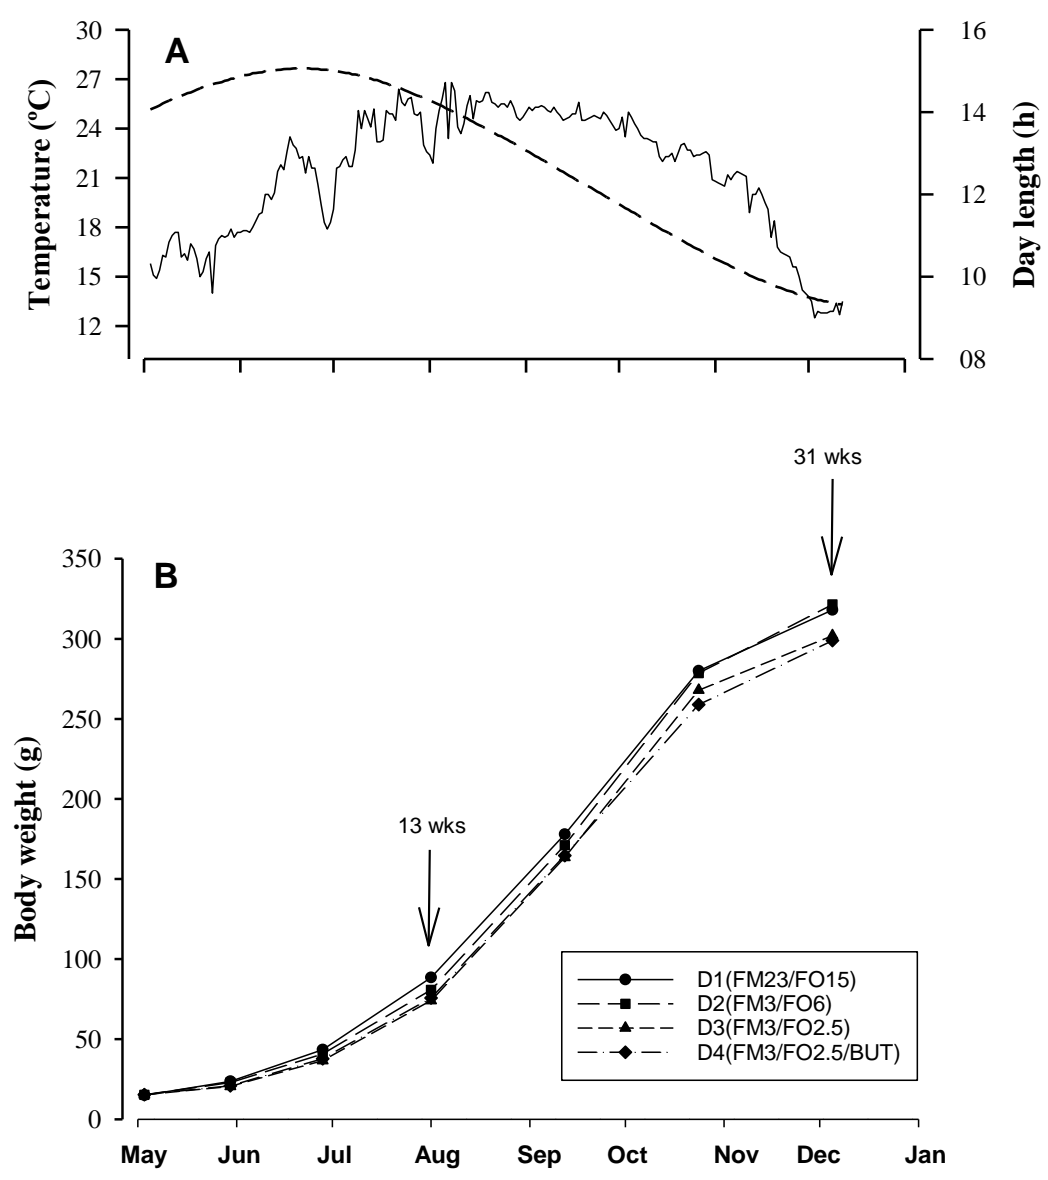 A
Temperature (ºC)
30
27
24
21
18
15
12
16
14
12
10
08
Day length (h)
31 wks
B
Body weight (g)
350
300
250
200
150
100
50
0
13 wks
D1(FM23/FO15)
D2(FM3/FO6)
D3(FM3/FO2.5)
D4(FM3/FO2.5/BUT)
May Jun Jul Aug Sep Oct Nov Dec Jan